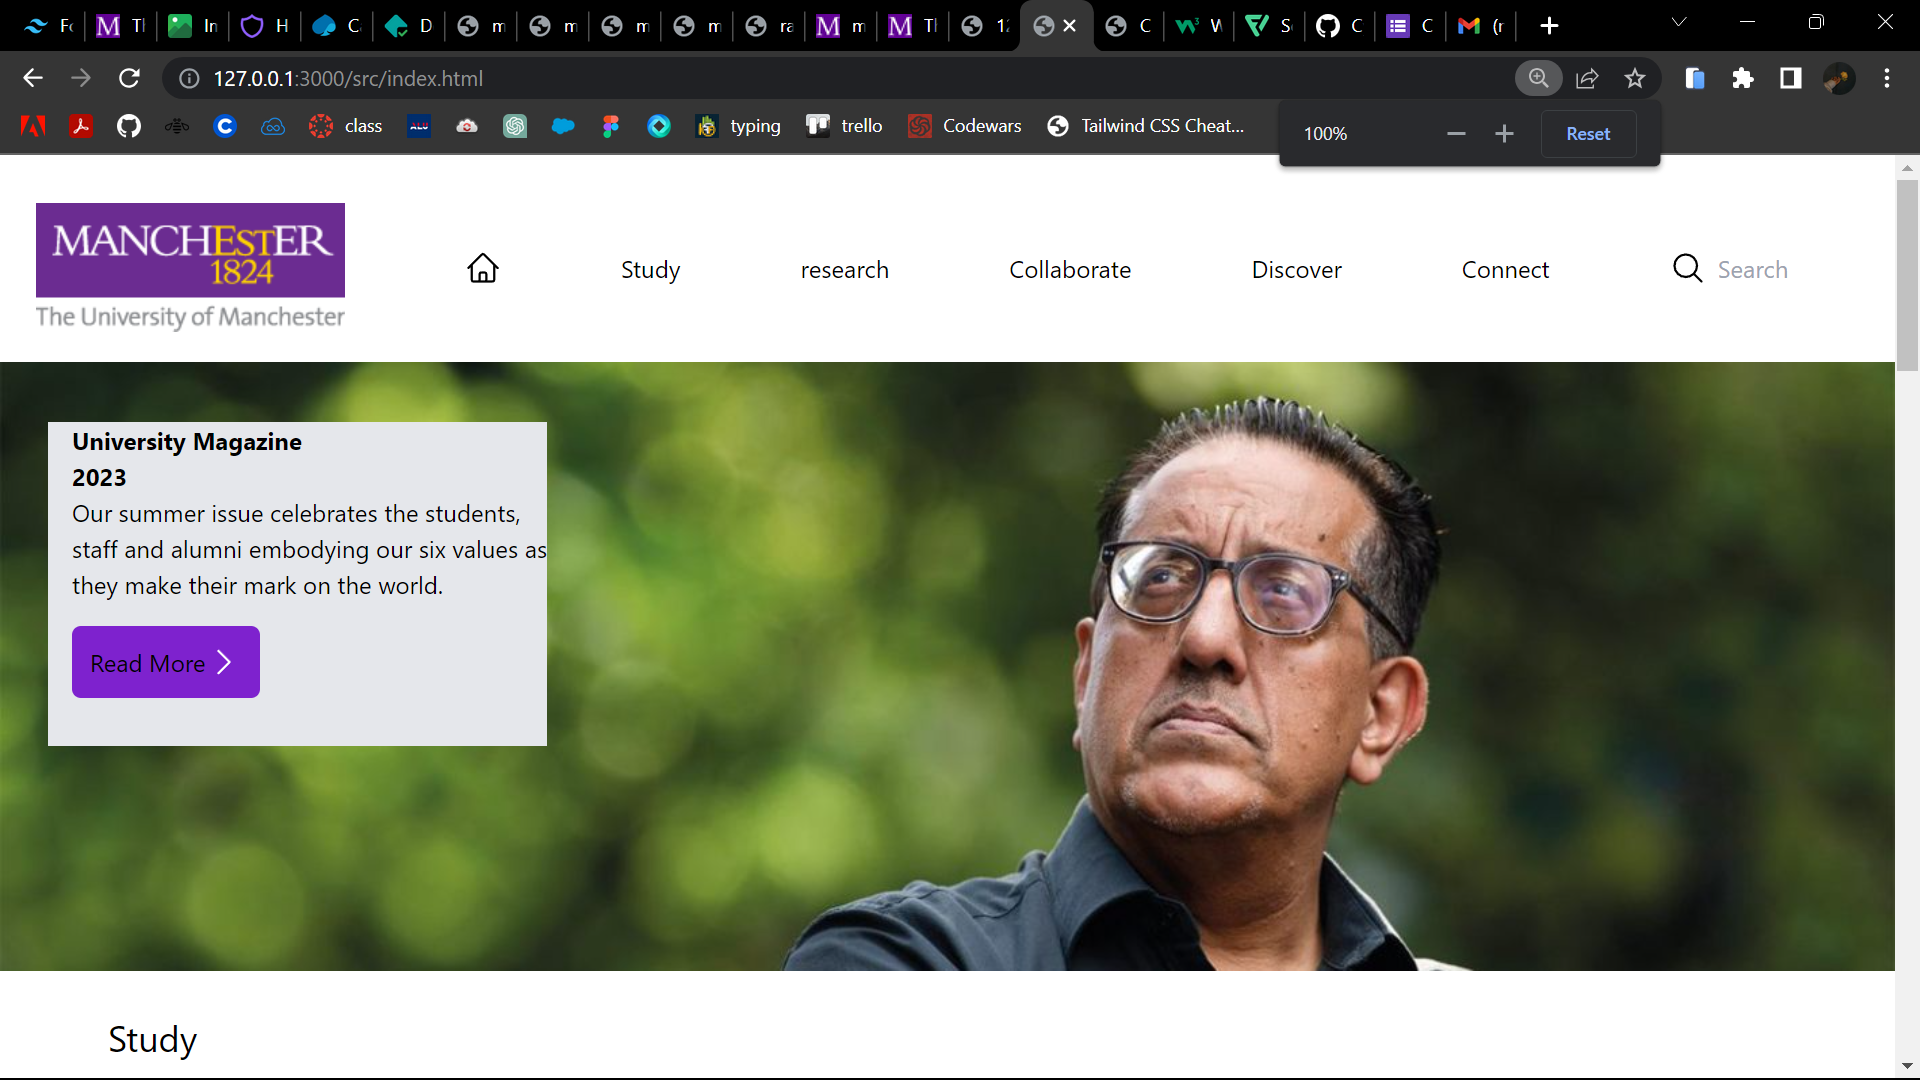 Fo
Tl
In
H
C
D
m
m
m
m
ra
m
Tl
12
C
W
S
C
C
(r
127.0.0.1:3000/src/index.html
class
ALU
typing
trello
Codewars
Tailwind CSS Cheat...
100%
Reset
MANCHEstER
1824
The University of Manchester
Study
research
Collaborate
Discover
Connect
Search
University Magazine
2023
Our summer issue celebrates the students,
staff and alumni embodying our six values as
they make their mark on the world.
Read More
Study